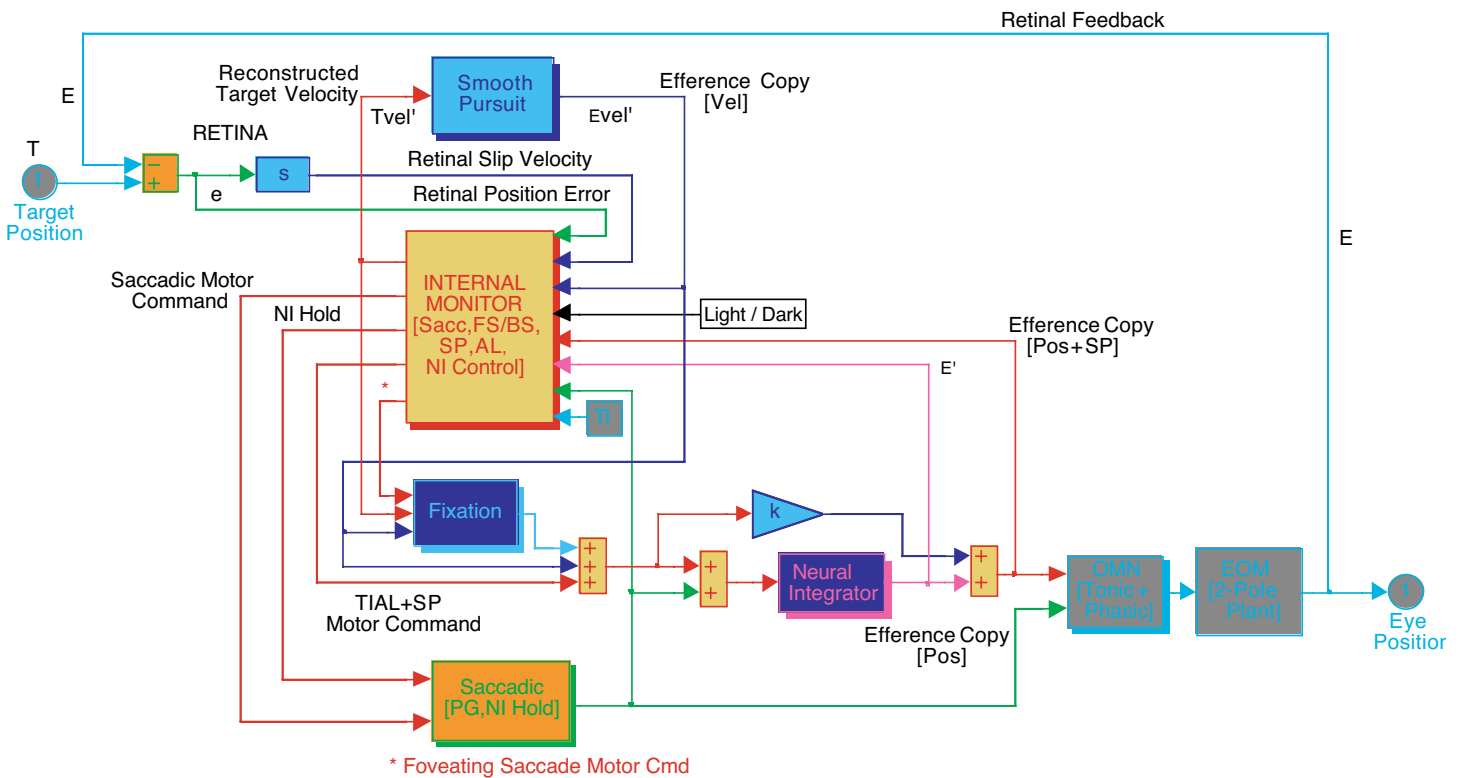 Retinal Feedback
Reconstructed
Target Velocity
Smooth
Pursuit
Efference Copy
[Vel]
E
Tvel'
Evel'
RETINA
T
Retinal Slip Velocity
1
−
+
s
e
Retinal Position Error
Target
Position
E
Saccadic Motor
Command
NI Hold
INTERNAL
MONITOR
[Sacc,FS/BS,
SP,AL,
NI Control]
Light / Dark
Efference Copy
[Pos+SP]
E'
*
TI
Fixation
k
+
+
+
+
+
Neural
Integrator
+
+
OMN
[Tonic+
Phasic]
EOM
[2-Pole
Plant]
1
Eye
Position
TIAL+SP
Motor Command
Efference Copy
[Pos]
Saccadic
[PG,NI Hold]
* Foveating Saccade Motor Cmd